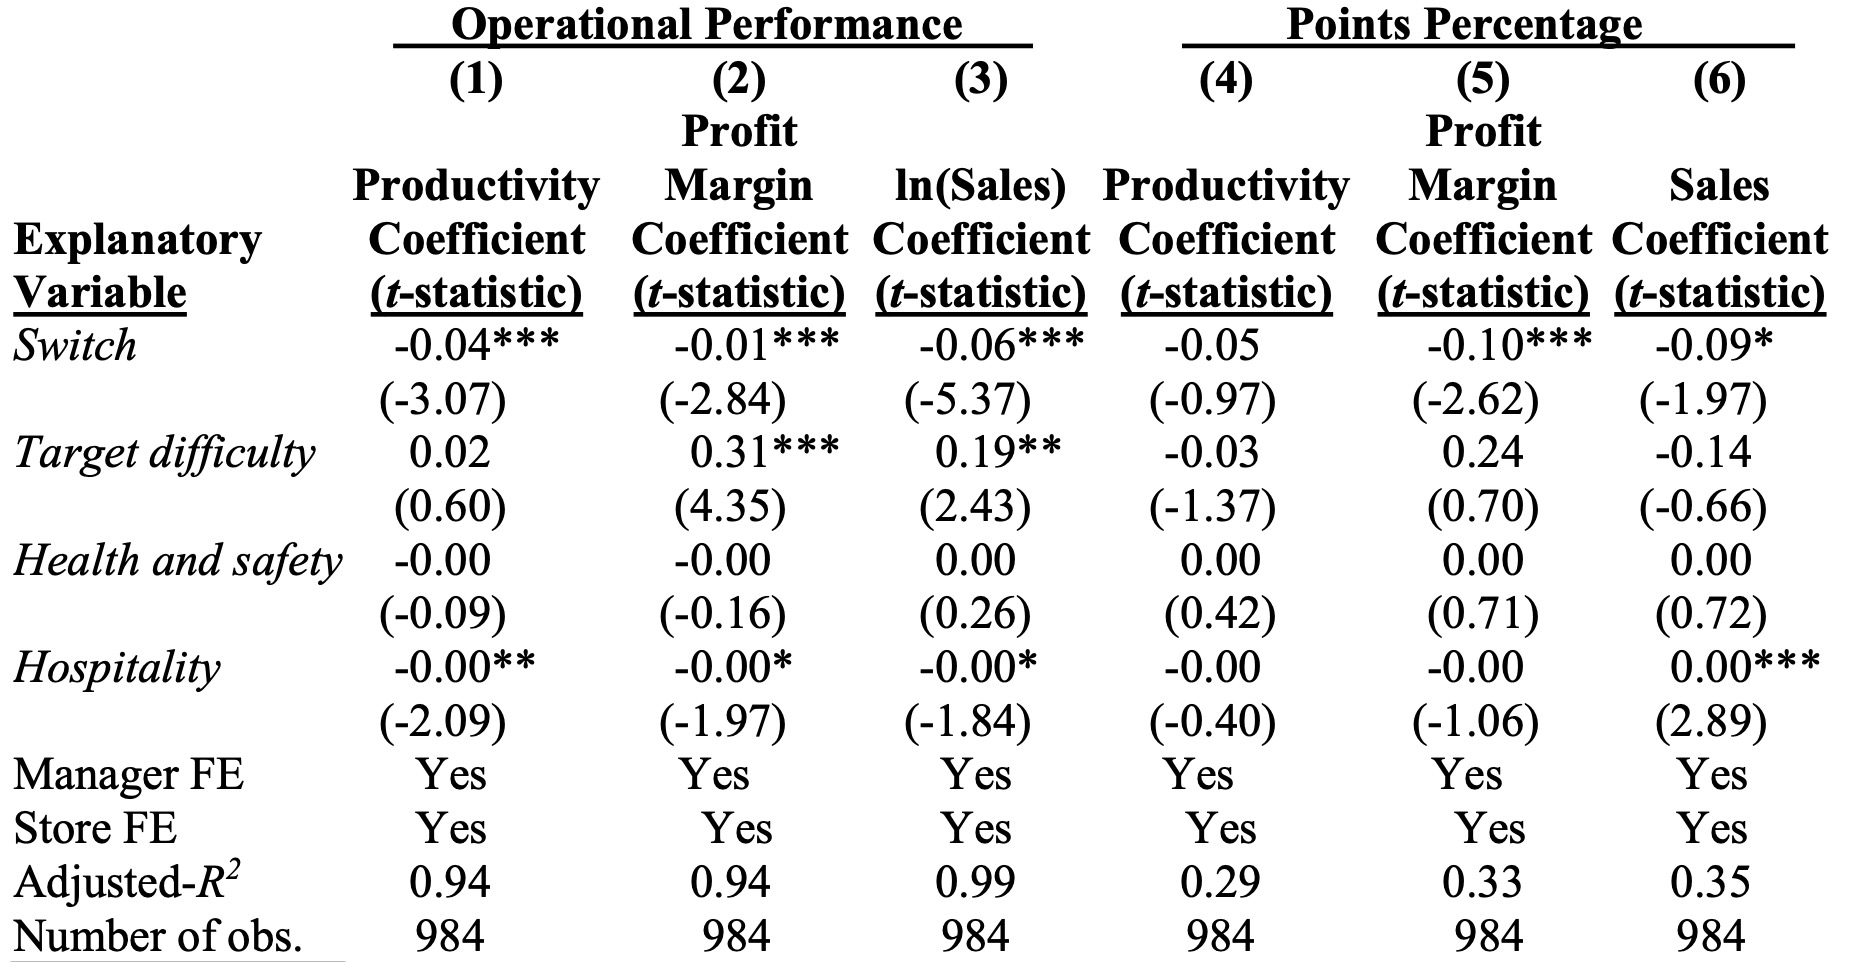 Operational Performance Points Percentage
(1) (2) (3) (4) (5) (6)
Profit Profit
Productivity Margin ln(Sales) Productivity Margin Sales
Explanatory Coefficient Coefficient Coefficient Coefficient Coefficient Coefficient
Variable (t-statistic) (t-statistic) (t-statistic) (t-statistic) (t-statistic) (t-statistic)
Switch -0.04*** -0.01*** -0.06*** -0.05 -0.10*** -0.09*
(-3.07) (-2.84) (-5.37) (-0.97) (-2.62) (-1.97)
Target difficulty 0.02 0.31*** 0.19** -0.03 0.24 -0.14
(0.60) (4.35) (2.43) (-1.37) (0.70) (-0.66)
Health and safety -0.00 -0.00 0.00 0.00 0.00 0.00
(-0.09) (-0.16) (0.26) (0.42) (0.71) (0.72)
Hospitality -0.00** -0.00* -0.00* -0.00 -0.00 0.00***
(-2.09) (-1.97) (-1.84) (-0.40) (-1.06) (2.89)
Manager FE Yes Yes Yes Yes Yes Yes
Store FE Yes Yes Yes Yes Yes Yes
Adjusted-R² 0.94 0.94 0.99 0.29 0.33 0.35
Number of obs. 984 984 984 984 984 984